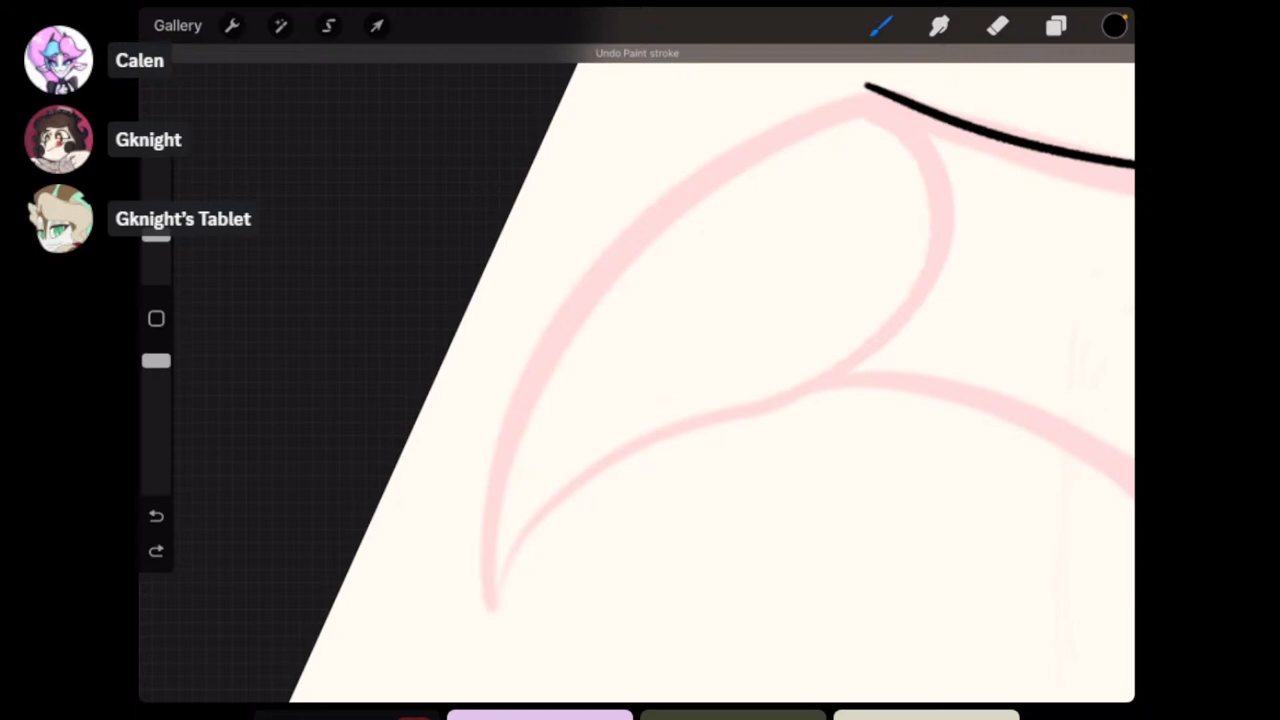 Gallery
Undo Paint stroke
Calen
Gknight
Gknight’s Tablet